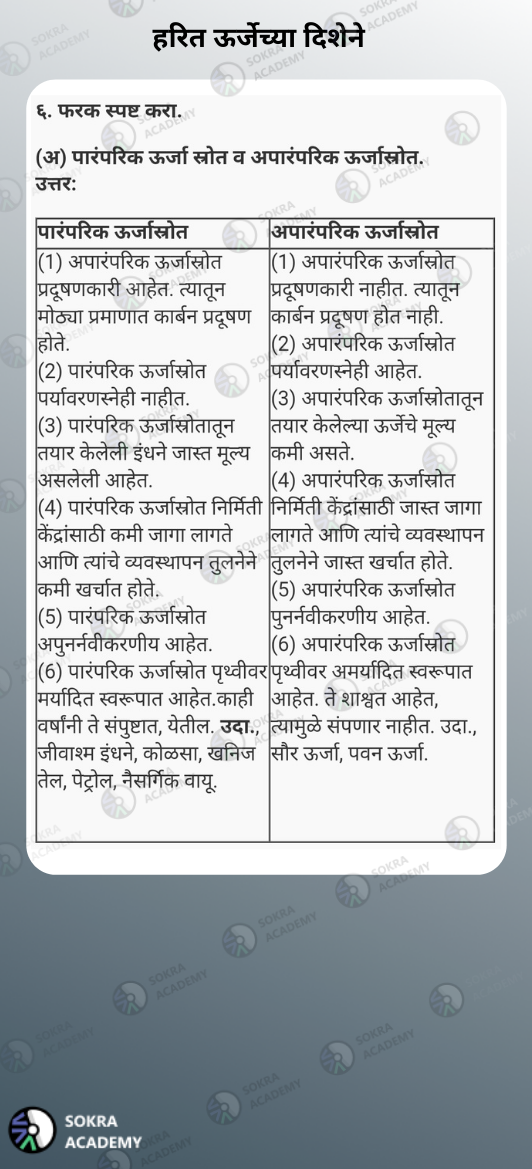 हरित ऊर्जेच्या दिशेने
६. फरक स्पष्ट करा.
(अ) पारंपरिक ऊर्जा स्रोत व अपारंपरिक ऊर्जास्रोत.
उत्तर:
पारंपरिक ऊर्जास्रोत
(1) अपारंपरिक ऊर्जास्रोत
प्रदूषणकारी आहेत. त्यातून
मोठ्या प्रमाणात कार्बन प्रदूषण
होते.
(2) पारंपरिक ऊर्जास्रोत
पर्यावरणस्नेही नाहीत.
(3) पारंपरिक ऊर्जास्रोतातून
तयार केलेली इंधने जास्त मूल्य
असलेली आहेत.
(4) पारंपरिक ऊर्जास्रोत निर्मिती
केंद्रांसाठी कमी जागा लागते
आणि त्यांचे व्यवस्थापन तुलनेने
कमी खर्चात होते.
(5) पारंपरिक ऊर्जास्रोत
अपुनर्नवीकरणीय आहेत.
(6) पारंपरिक ऊर्जास्रोत पृथ्वीवर
मर्यादित स्वरूपात आहेत.काही
वर्षांनी ते संपुष्टात, येतील. उदा.,
जीवाश्म इंधने, कोळसा, खनिज
तेल, पेट्रोल, नैसर्गिक वायू.
अपारंपरिक ऊर्जास्रोत
(1) अपारंपरिक ऊर्जास्रोत
प्रदूषणकारी नाहीत. त्यातून
कार्बन प्रदूषण होत नाही.
(2) अपारंपरिक ऊर्जास्रोत
पर्यावरणस्नेही आहेत.
(3) अपारंपरिक ऊर्जास्रोतातून
तयार केलेल्या ऊर्जेचे मूल्य
कमी असते.
(4) अपारंपरिक ऊर्जास्रोत
निर्मिती केंद्रांसाठी जास्त जागा
लागते आणि त्यांचे व्यवस्थापन
तुलनेने जास्त खर्चात होते.
(5) अपारंपरिक ऊर्जास्रोत
पुनर्नवीकरणीय आहेत.
(6) अपारंपरिक ऊर्जास्रोत
पृथ्वीवर अमर्यादित स्वरूपात
आहेत. ते शाश्वत आहेत,
त्यामुळे संपणार नाहीत. उदा.,
सौर ऊर्जा, पवन ऊर्जा.
SOKRA
ACADEMY